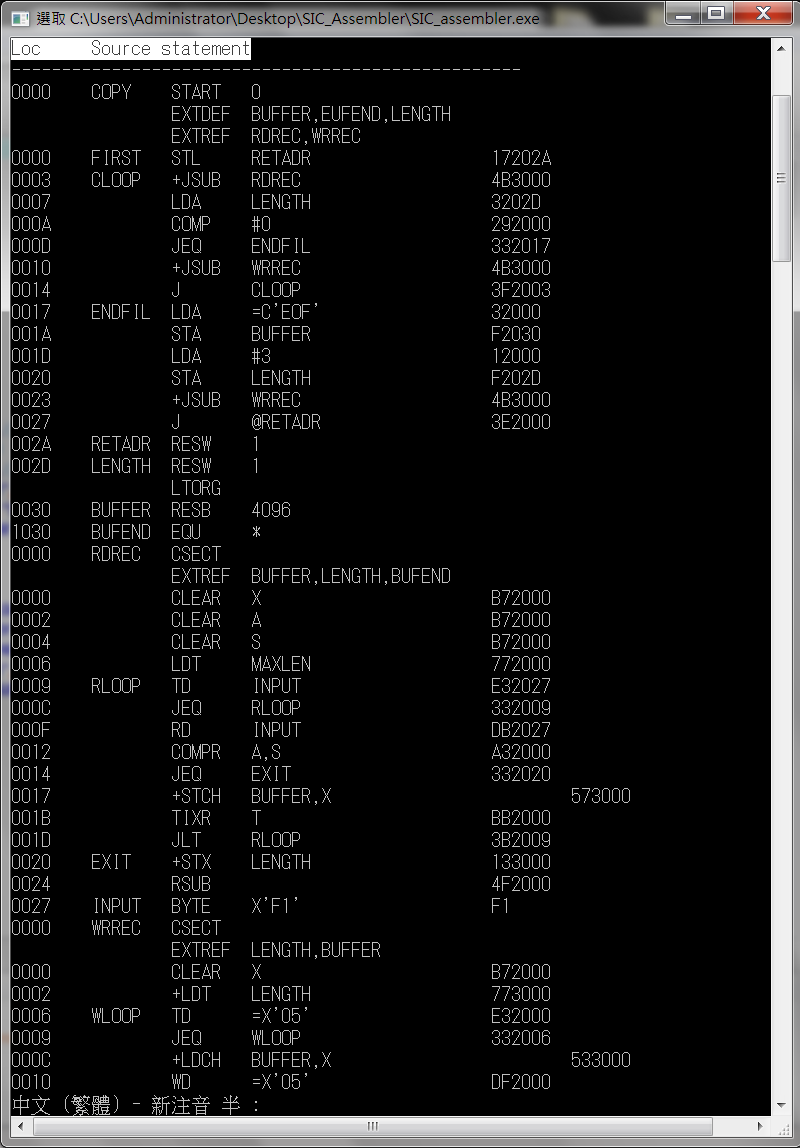 選取 C:\Users\Administrator\Desktop\SIC_Assembler\SIC_assembler.exe
Loc     Source statement
---------------------------------------------------
0000    COPY    START   0
                EXTDEF  BUFFER,EUFEND,LENGTH
                EXTREF  RDREC,WRREC
0000    FIRST   STL     RETADR                  17202A
0003    CLOOP   +JSUB   RDREC                   4B3000
0007            LDA     LENGTH                  3202D
000A            COMP    #0                      292000
000D            JEQ     ENDFIL                  332017
0010            +JSUB   WRREC                   4B3000
0014            J       CLOOP                   3F2003
0017    ENDFIL  LDA     =C'EOF'                 32000
001A            STA     BUFFER                  F2030
001D            LDA     #3                      12000
0020            STA     LENGTH                  F202D
0023            +JSUB   WRREC                   4B3000
0027            J       @RETADR                 3E2000
002A    RETADR  RESW    1
002D    LENGTH  RESW    1
                LTORG
0030    BUFFER  RESB    4096
1030    BUFEND  EQU     *
0000    RDREC   CSECT
                EXTREF  BUFFER,LENGTH,BUFEND
0000            CLEAR   X                       B72000
0002            CLEAR   A                       B72000
0004            CLEAR   S                       B72000
0006            LDT     MAXLEN                  772000
0009    RLOOP   TD      INPUT                   E32027
000C            JEQ     RLOOP                   332009
000F            RD      INPUT                   DB2027
0012            COMPR   A,S                     A32000
0014            JEQ     EXIT                    332020
0017            +STCH   BUFFER,X                        573000
001B            TIXR    T                       BB2000
001D            JLT     RLOOP                   3B2009
0020    EXIT    +STX    LENGTH                  133000
0024            RSUB                            4F2000
0027    INPUT   BYTE    X'F1'                   F1
0000    WRREC   CSECT
                EXTREF  LENGTH,BUFFER
0000            CLEAR   X                       B72000
0002            +LDT    LENGTH                  773000
0006    WLOOP   TD      =X'05'                  E32000
0009            JEQ     WLOOP                   332006
000C            +LDCH   BUFFER,X                        533000
0010            WD      =X'05'                  DF2000
中文 (繁體) - 新注音 半 :